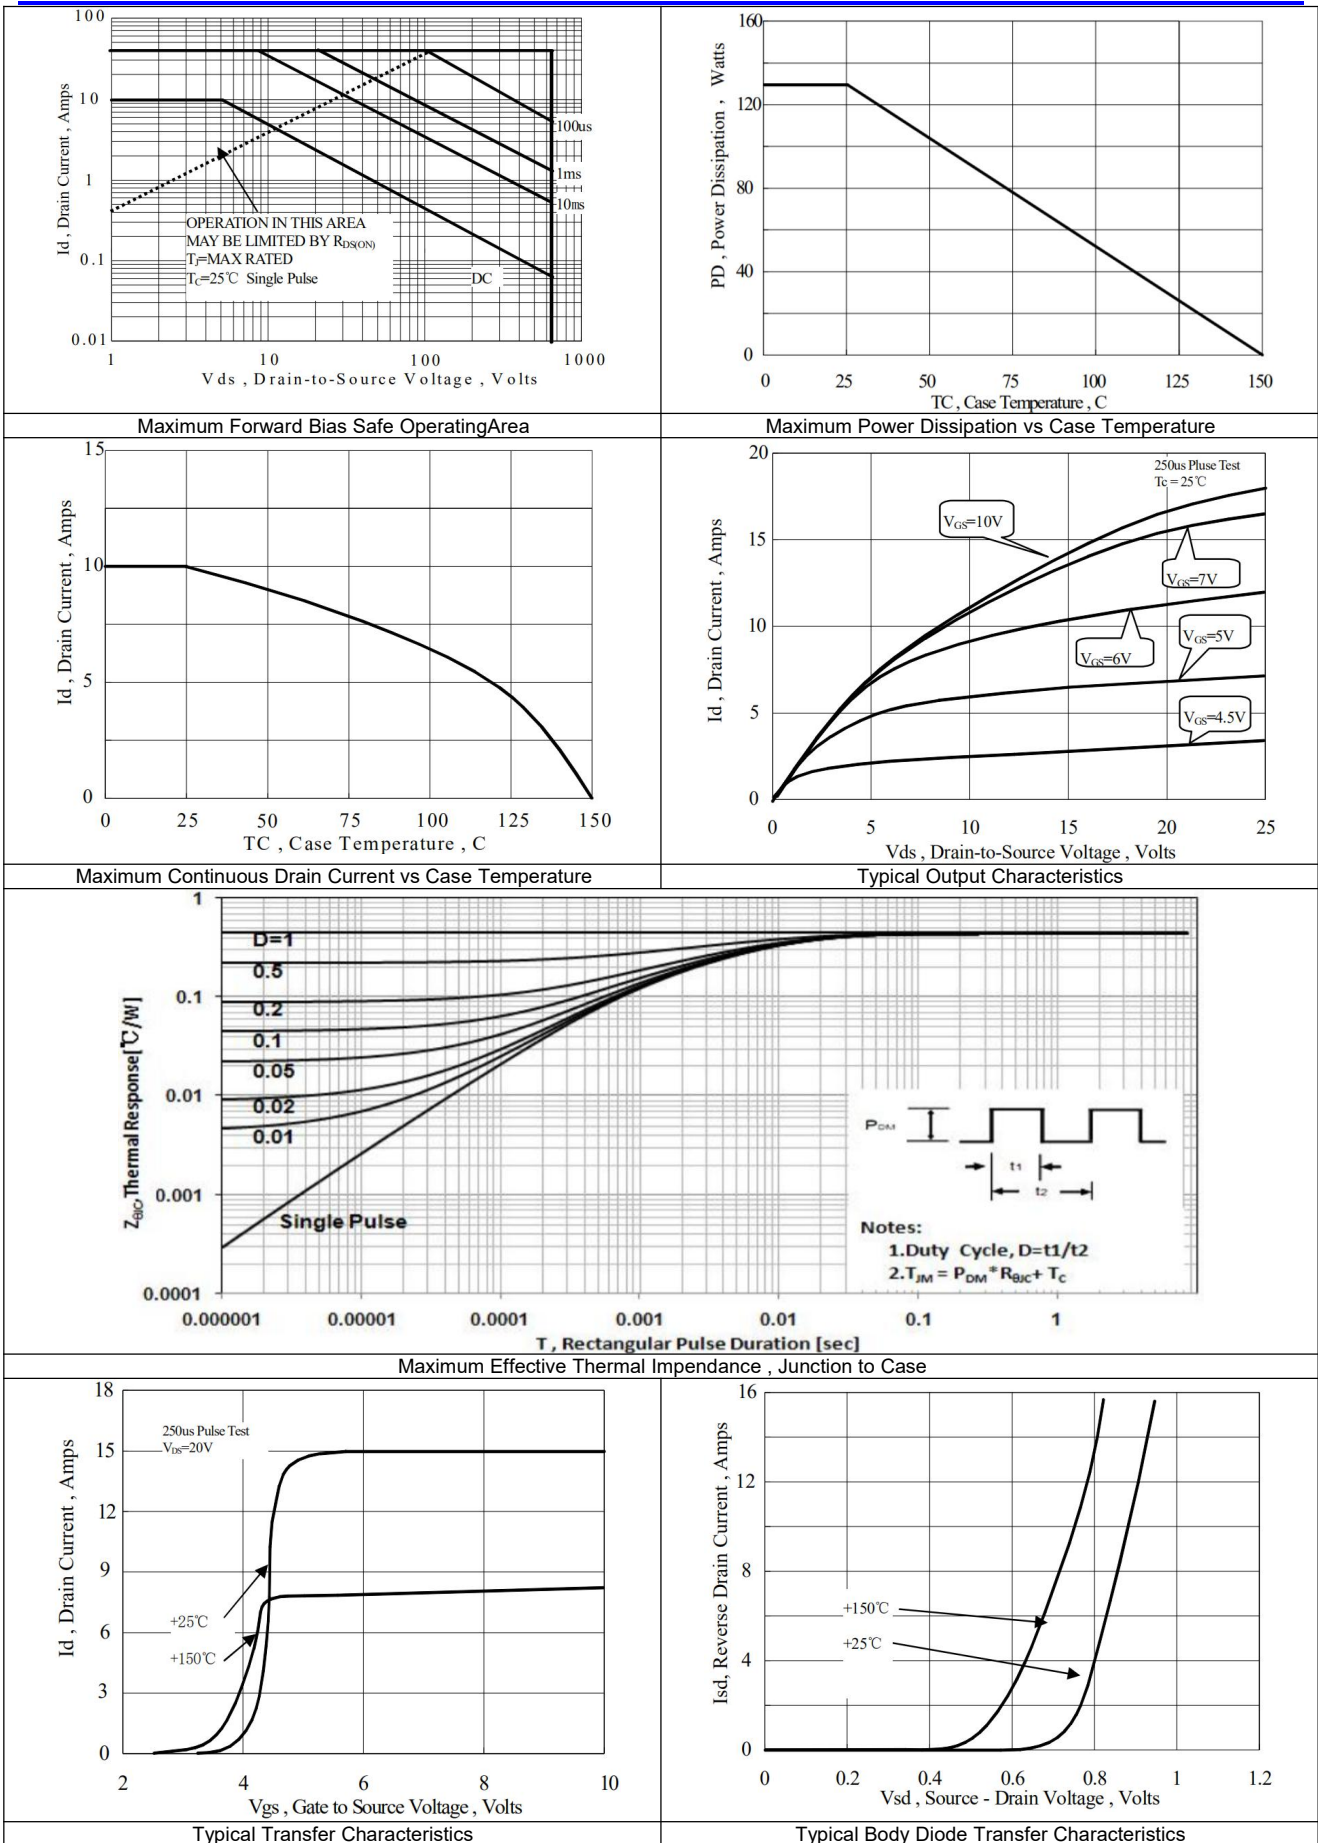 100
10
1
0.1
0.01
Id , Drain Current , Amps
100us
1ms
10ms
OPERATION IN THIS AREA
MAY BE LIMITED BY RDS(ON)
TJ=MAX RATED
TC=25℃ Single Pulse
DC
1 10 100 1000
Vds , Drain-to-Source Voltage , Volts
Maximum Forward Bias Safe OperatingArea
160
120
80
40
0
PD , Power Dissipation , Watts
0 25 50 75 100 125 150
TC , Case Temperature , C
Maximum Power Dissipation vs Case Temperature
15
10
5
0
Id , Drain Current , Amps
0 25 50 75 100 125 150
TC , Case Temperature , C
Maximum Continuous Drain Current vs Case Temperature
20
15
10
5
0
Id , Drain Current , Amps
250us Pluse Test
Tc = 25℃
VGS=10V
VGS=7V
VGS=6V
VGS=5V
VGS=4.5V
0 5 10 15 20 25
Vds , Drain-to-Source Voltage , Volts
Typical Output Characteristics
1
0.1
0.01
0.001
0.0001
ZθJC,Thermal Response[℃/W]
D=1
0.5
0.2
0.1
0.05
0.02
0.01
Single Pulse
PDM
t1
t2
Notes:
1.Duty Cycle, D=t1/t2
2.TJM = PDM*RθJC+ TC
0.000001 0.00001 0.0001 0.001 0.01 0.1 1
T , Rectangular Pulse Duration [sec]
Maximum Effective Thermal Impendance , Junction to Case
18
15
12
9
6
3
0
Id , Drain Current , Amps
250us Pulse Test
VDS=20V
+25℃
+150℃
2 4 6 8 10
Vgs , Gate to Source Voltage , Volts
Typical Transfer Characteristics
16
12
8
4
0
Isd, Reverse Drain Current , Amps
+150℃
+25℃
0 0.2 0.4 0.6 0.8 1 1.2
Vsd , Source - Drain Voltage , Volts
Typical Body Diode Transfer Characteristics